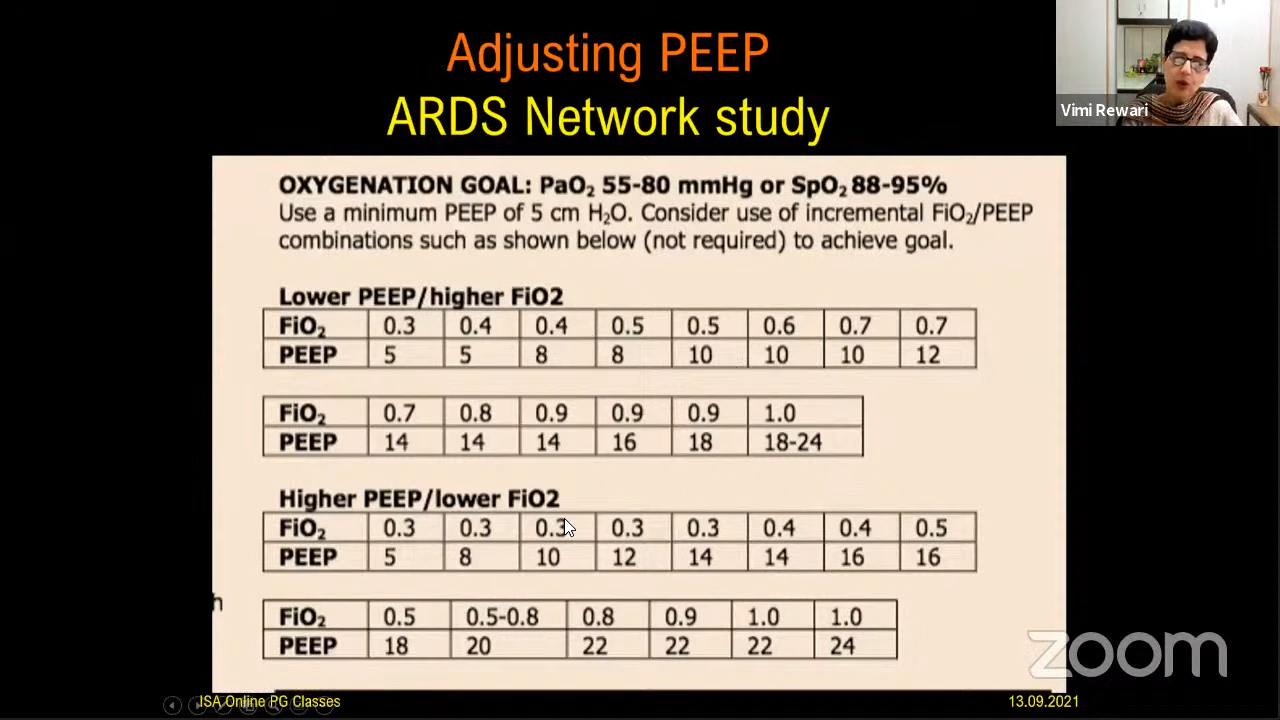 Adjusting PEEP
ARDS Network study
Vimi Rewari
OXYGENATION GOAL: PaO₂ 55-80 mmHg or SpO₂ 88-95%
Use a minimum PEEP of 5 cm H₂O. Consider use of incremental FiO₂/PEEP
combinations such as shown below (not required) to achieve goal.
Lower PEEP/higher FiO2
FiO₂ 0.3 0.4 0.4 0.5 0.5 0.6 0.7 0.7
PEEP 5 5 8 8 10 10 10 12
FiO₂ 0.7 0.8 0.9 0.9 0.9 1.0
PEEP 14 14 14 16 18 18-24
Higher PEEP/lower FiO2
FiO₂ 0.3 0.3 0.3 0.3 0.3 0.4 0.4 0.5
PEEP 5 8 10 12 14 14 16 16
h
FiO₂ 0.5 0.5-0.8 0.8 0.9 1.0 1.0
PEEP 18 20 22 22 22 24
zoom
ISA Online PG Classes
13.09.2021